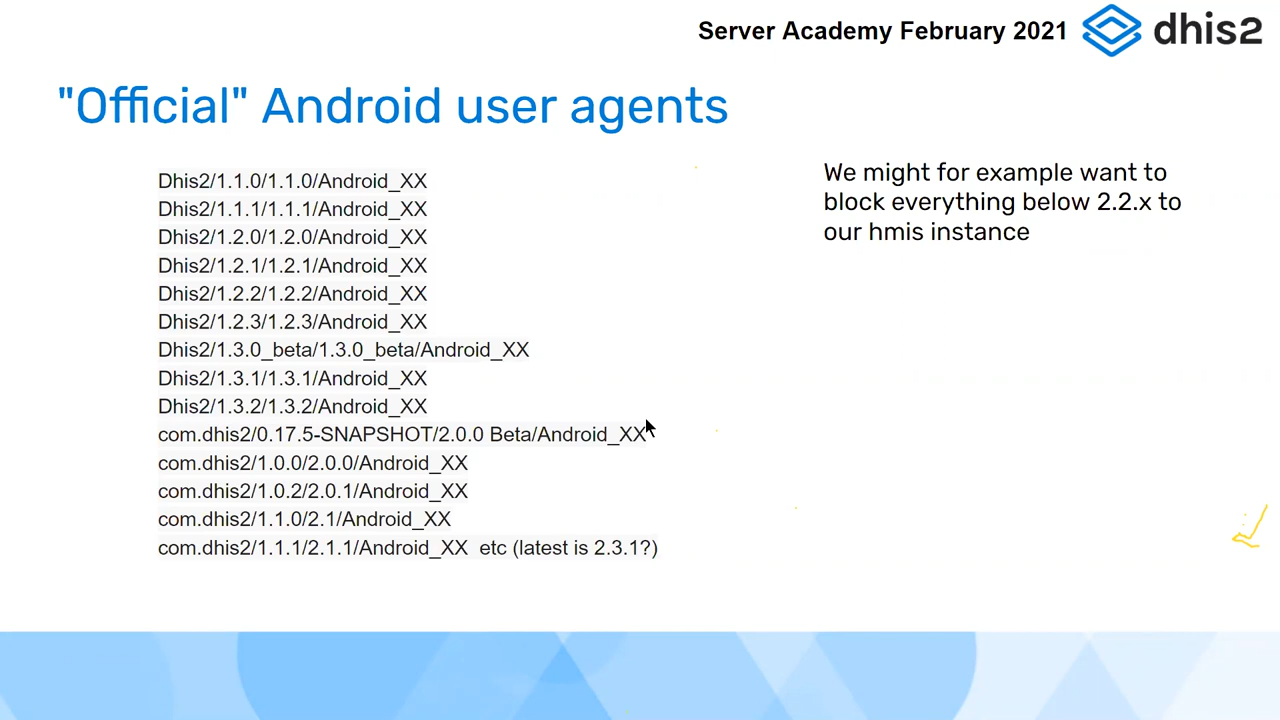 Server Academy February 2021
dhis2
"Official" Android user agents
Dhis2/1.1.0/1.1.0/Android_XX
Dhis2/1.1.1/1.1.1/Android_XX
Dhis2/1.2.0/1.2.0/Android_XX
Dhis2/1.2.1/1.2.1/Android_XX
Dhis2/1.2.2/1.2.2/Android_XX
Dhis2/1.2.3/1.2.3/Android_XX
Dhis2/1.3.0_beta/1.3.0_beta/Android_XX
Dhis2/1.3.1/1.3.1/Android_XX
Dhis2/1.3.2/1.3.2/Android_XX
com.dhis2/0.17.5-SNAPSHOT/2.0.0 Beta/Android_XX
com.dhis2/1.0.0/2.0.0/Android_XX
com.dhis2/1.0.2/2.0.1/Android_XX
com.dhis2/1.1.0/2.1/Android_XX
com.dhis2/1.1.1/2.1.1/Android_XX etc (latest is 2.3.1?)
We might for example want to
block everything below 2.2.x to
our hmis instance